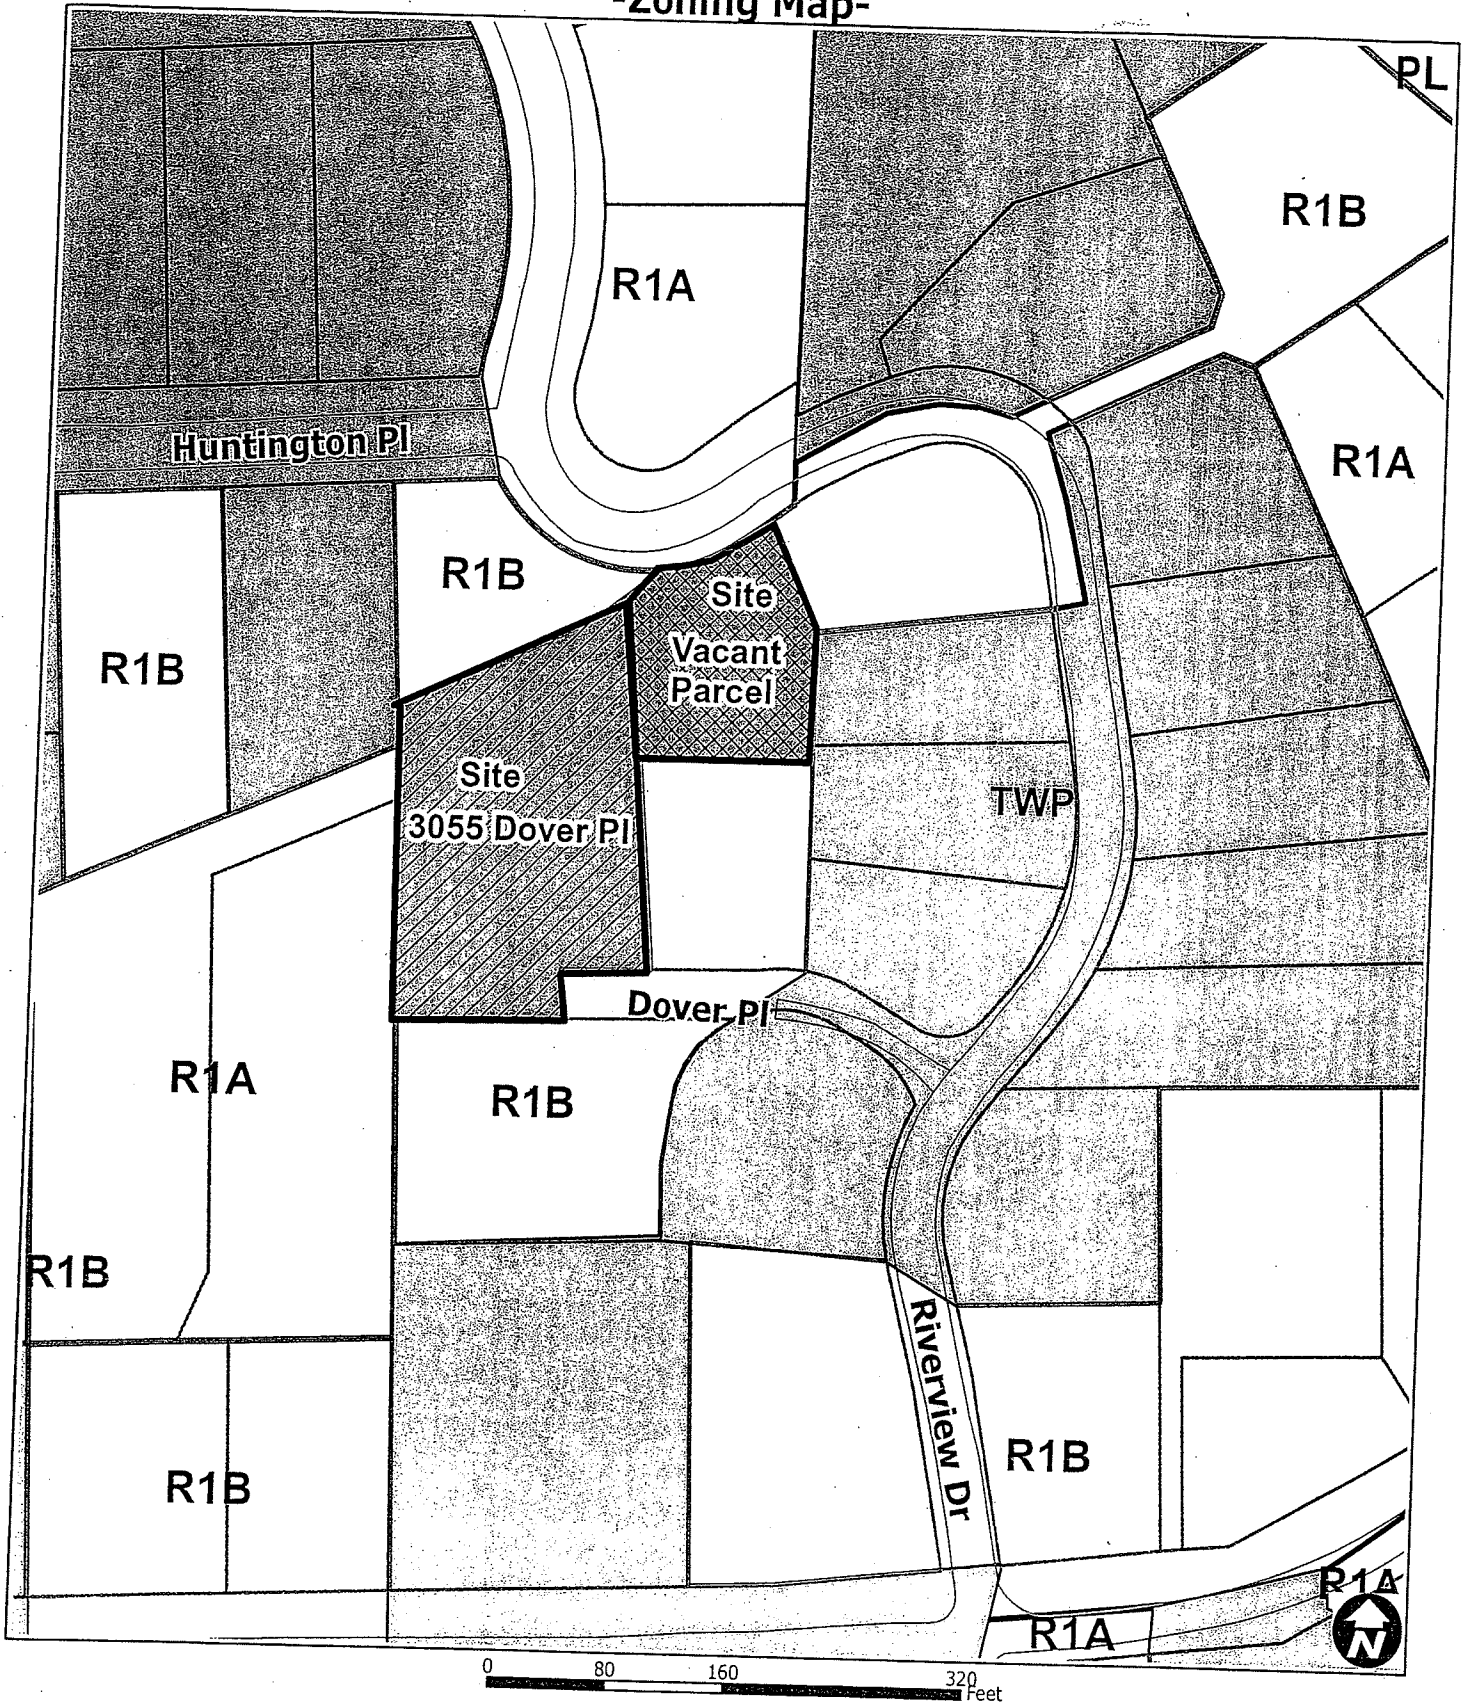 -Zoning Map-
PL
R1B
R1A
Huntington Pl
R1A
R1B
Site
Vacant
Parcel
R1B
Site
3055 Dover Pl
TWP
Dover Pl
R1A
R1B
R1B
Riverview Dr
R1B
R1B
R1A
R1A
N
0 80 160 320
Feet